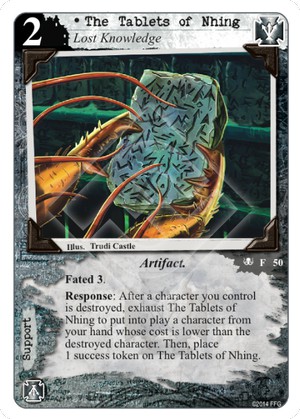 2
• The Tablets of Nhing
Lost Knowledge
Illus. Trudi Castle
Artifact.
F 50
Fated 3.
Response: After a character you control
is destroyed, exhaust The Tablets of
Nhing to put into play a character from
your hand whose cost is lower than the
destroyed character. Then, place
1 success token on The Tablets of Nhing.
Support
©2014 FFG